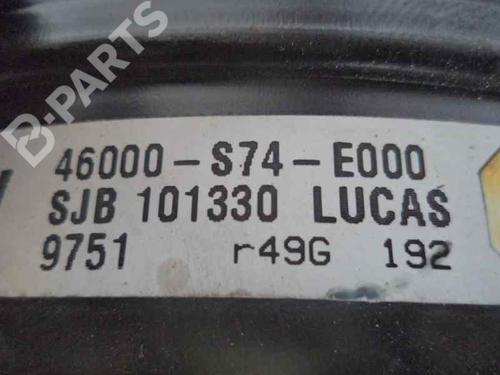 B-PARTS
46000-S74-E000
SJB 101330 LUCAS
9751 r49G 192